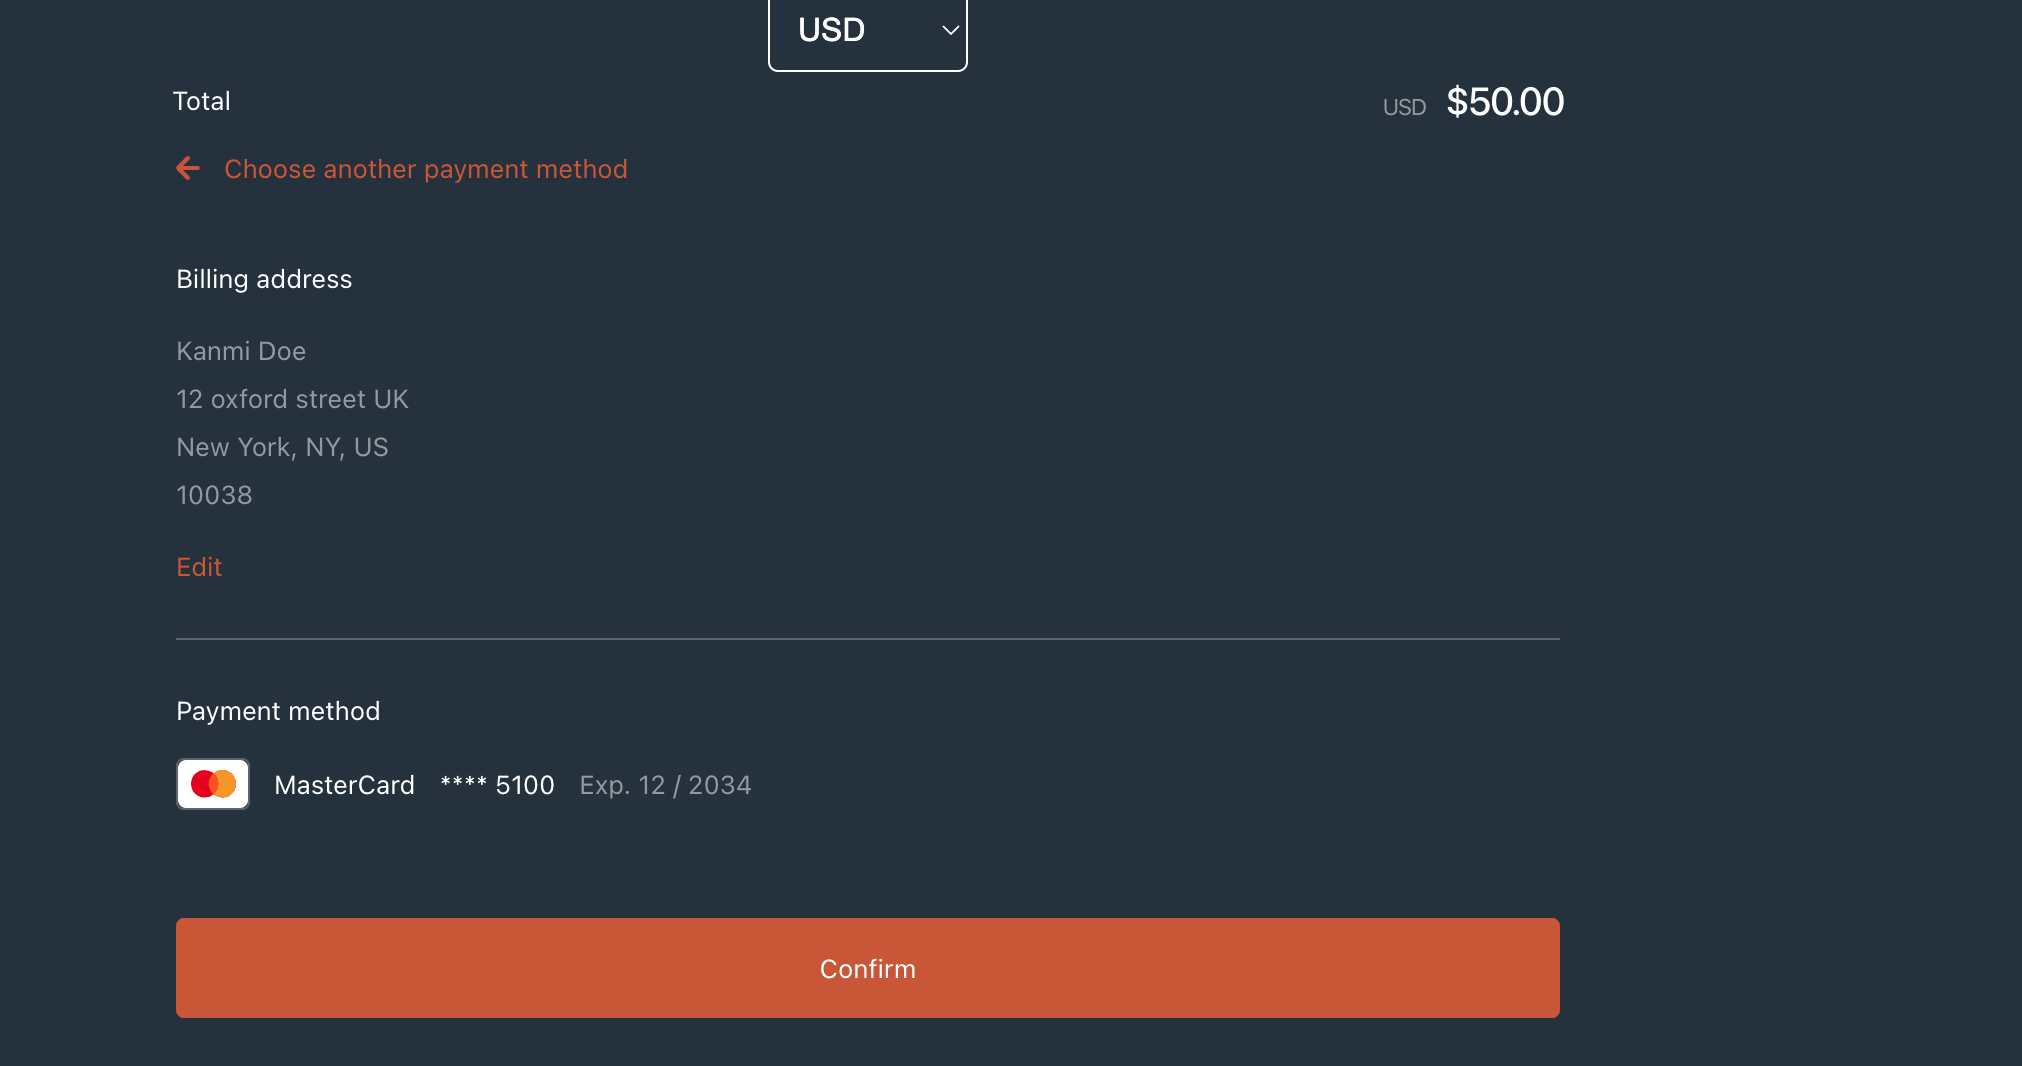 USD
Total USD $50.00
Choose another payment method
Billing address
Kanmi Doe
12 oxford street UK
New York, NY, US
10038
Edit
Payment method
MasterCard **** 5100 Exp. 12 / 2034
Confirm